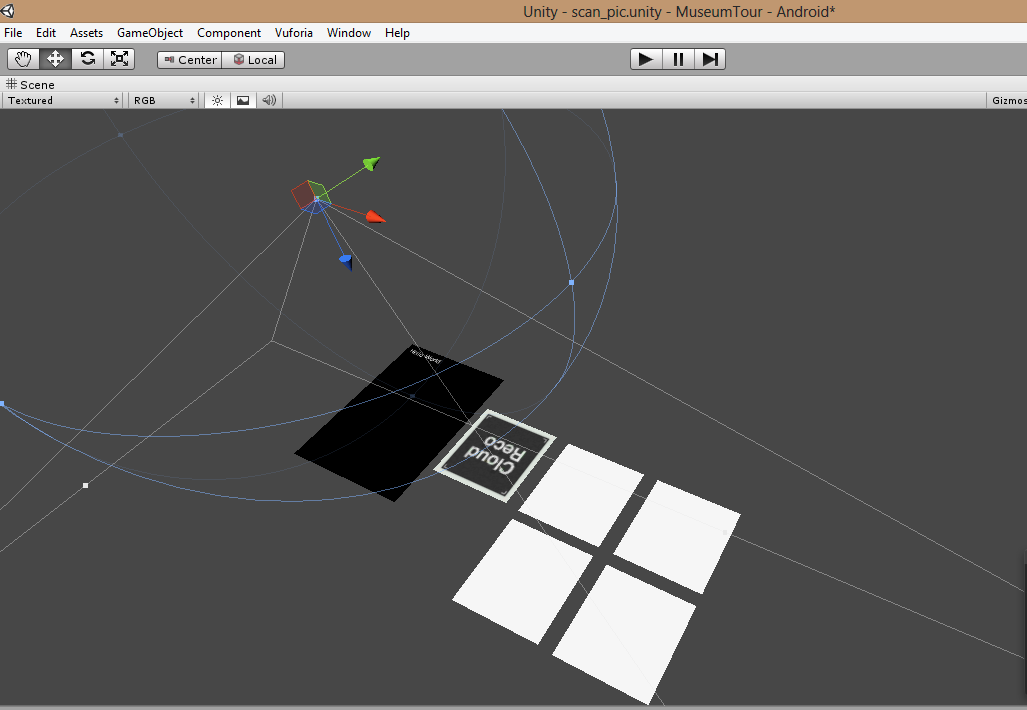 Unity - scan_pic.unity - MuseumTour - Android*
File Edit Assets GameObject Component Vuforia Window Help
Center Local
Scene
Textured RGB Gizmos
Hello World
Cloud
Reco